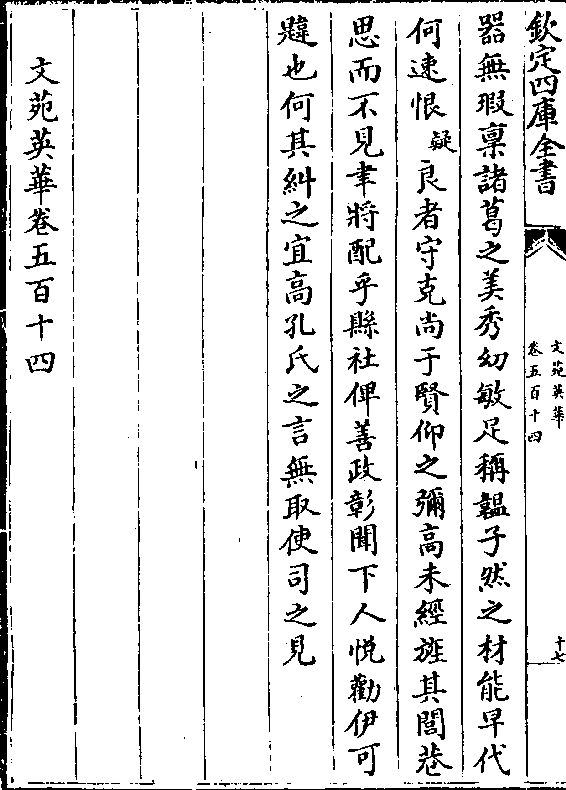 欽定四庫全書
文苑英華
卷五百十四
十七
器無瑕稟諸葛之美秀幼敏足稱韞子然之材能早代
何速恨疑良者守克尚于賢仰之彌高未經旌其閭巷
思而不見聿將配乎縣社俾善政彰聞下人悅勸伊可
韙也何其糾之宜高孔氏之言無取使司之見
文苑英華卷五百十四